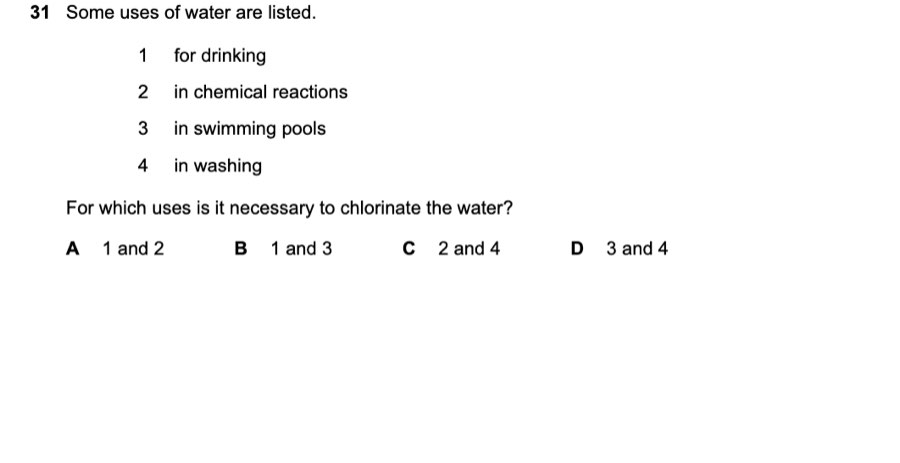 31 Some uses of water are listed.
1 for drinking
2 in chemical reactions
3 in swimming pools
4 in washing
For which uses is it necessary to chlorinate the water?
A 1 and 2 B 1 and 3 C 2 and 4 D 3 and 4